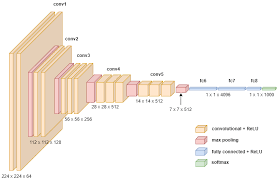 conv1
conv2
conv3
conv4
conv5
fc6
fc7
fc8
224 x 224 x 64
112 x 112 x 128
56 x 56 x 256
28 x 28 x 512
14 x 14 x 512
7 x 7 x 512
1 x 1 x 4096
1 x 1 x 1000
convolutional + ReLU
max pooling
fully connected + ReLU
softmax